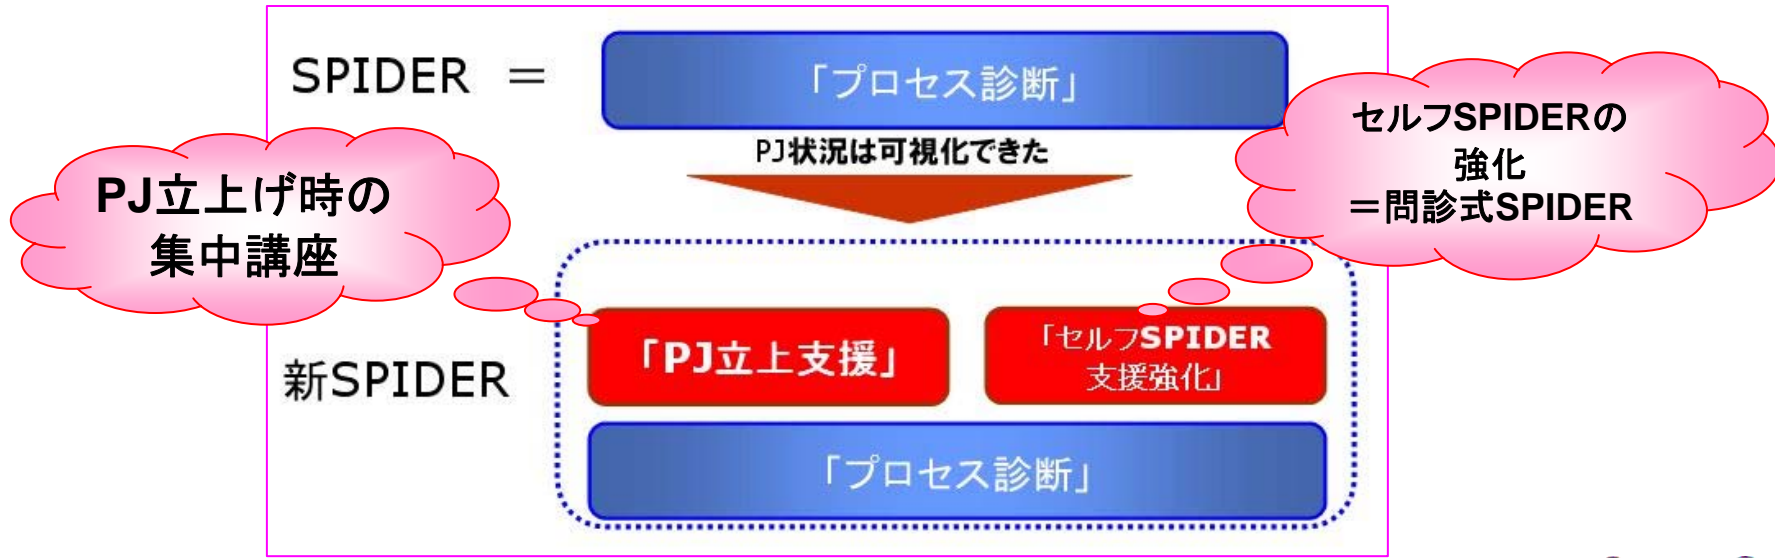 SPIDER ＝
「プロセス診断」
PJ状況は可視化できた
セルフSPIDERの
強化
＝問診式SPIDER
PJ立上げ時の
集中講座
新SPIDER
「PJ立上支援」
「セルフSPIDER
支援強化」
「プロセス診断」